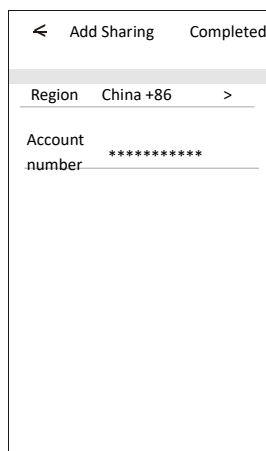 < Add Sharing Completed
Region China +86 >
Account
number ***********